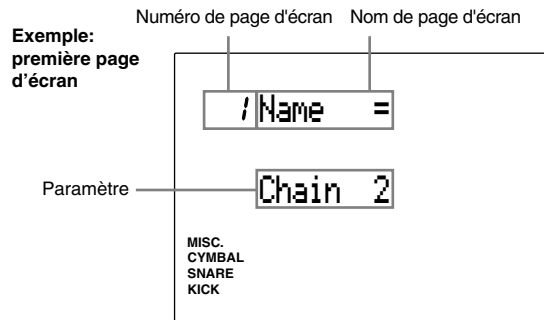 Numéro de page d'écran Nom de page d'écran
Exemple:
première page
d'écran
1 Name =
Paramètre Chain 2
MISC.
CYMBAL
SNARE
KICK